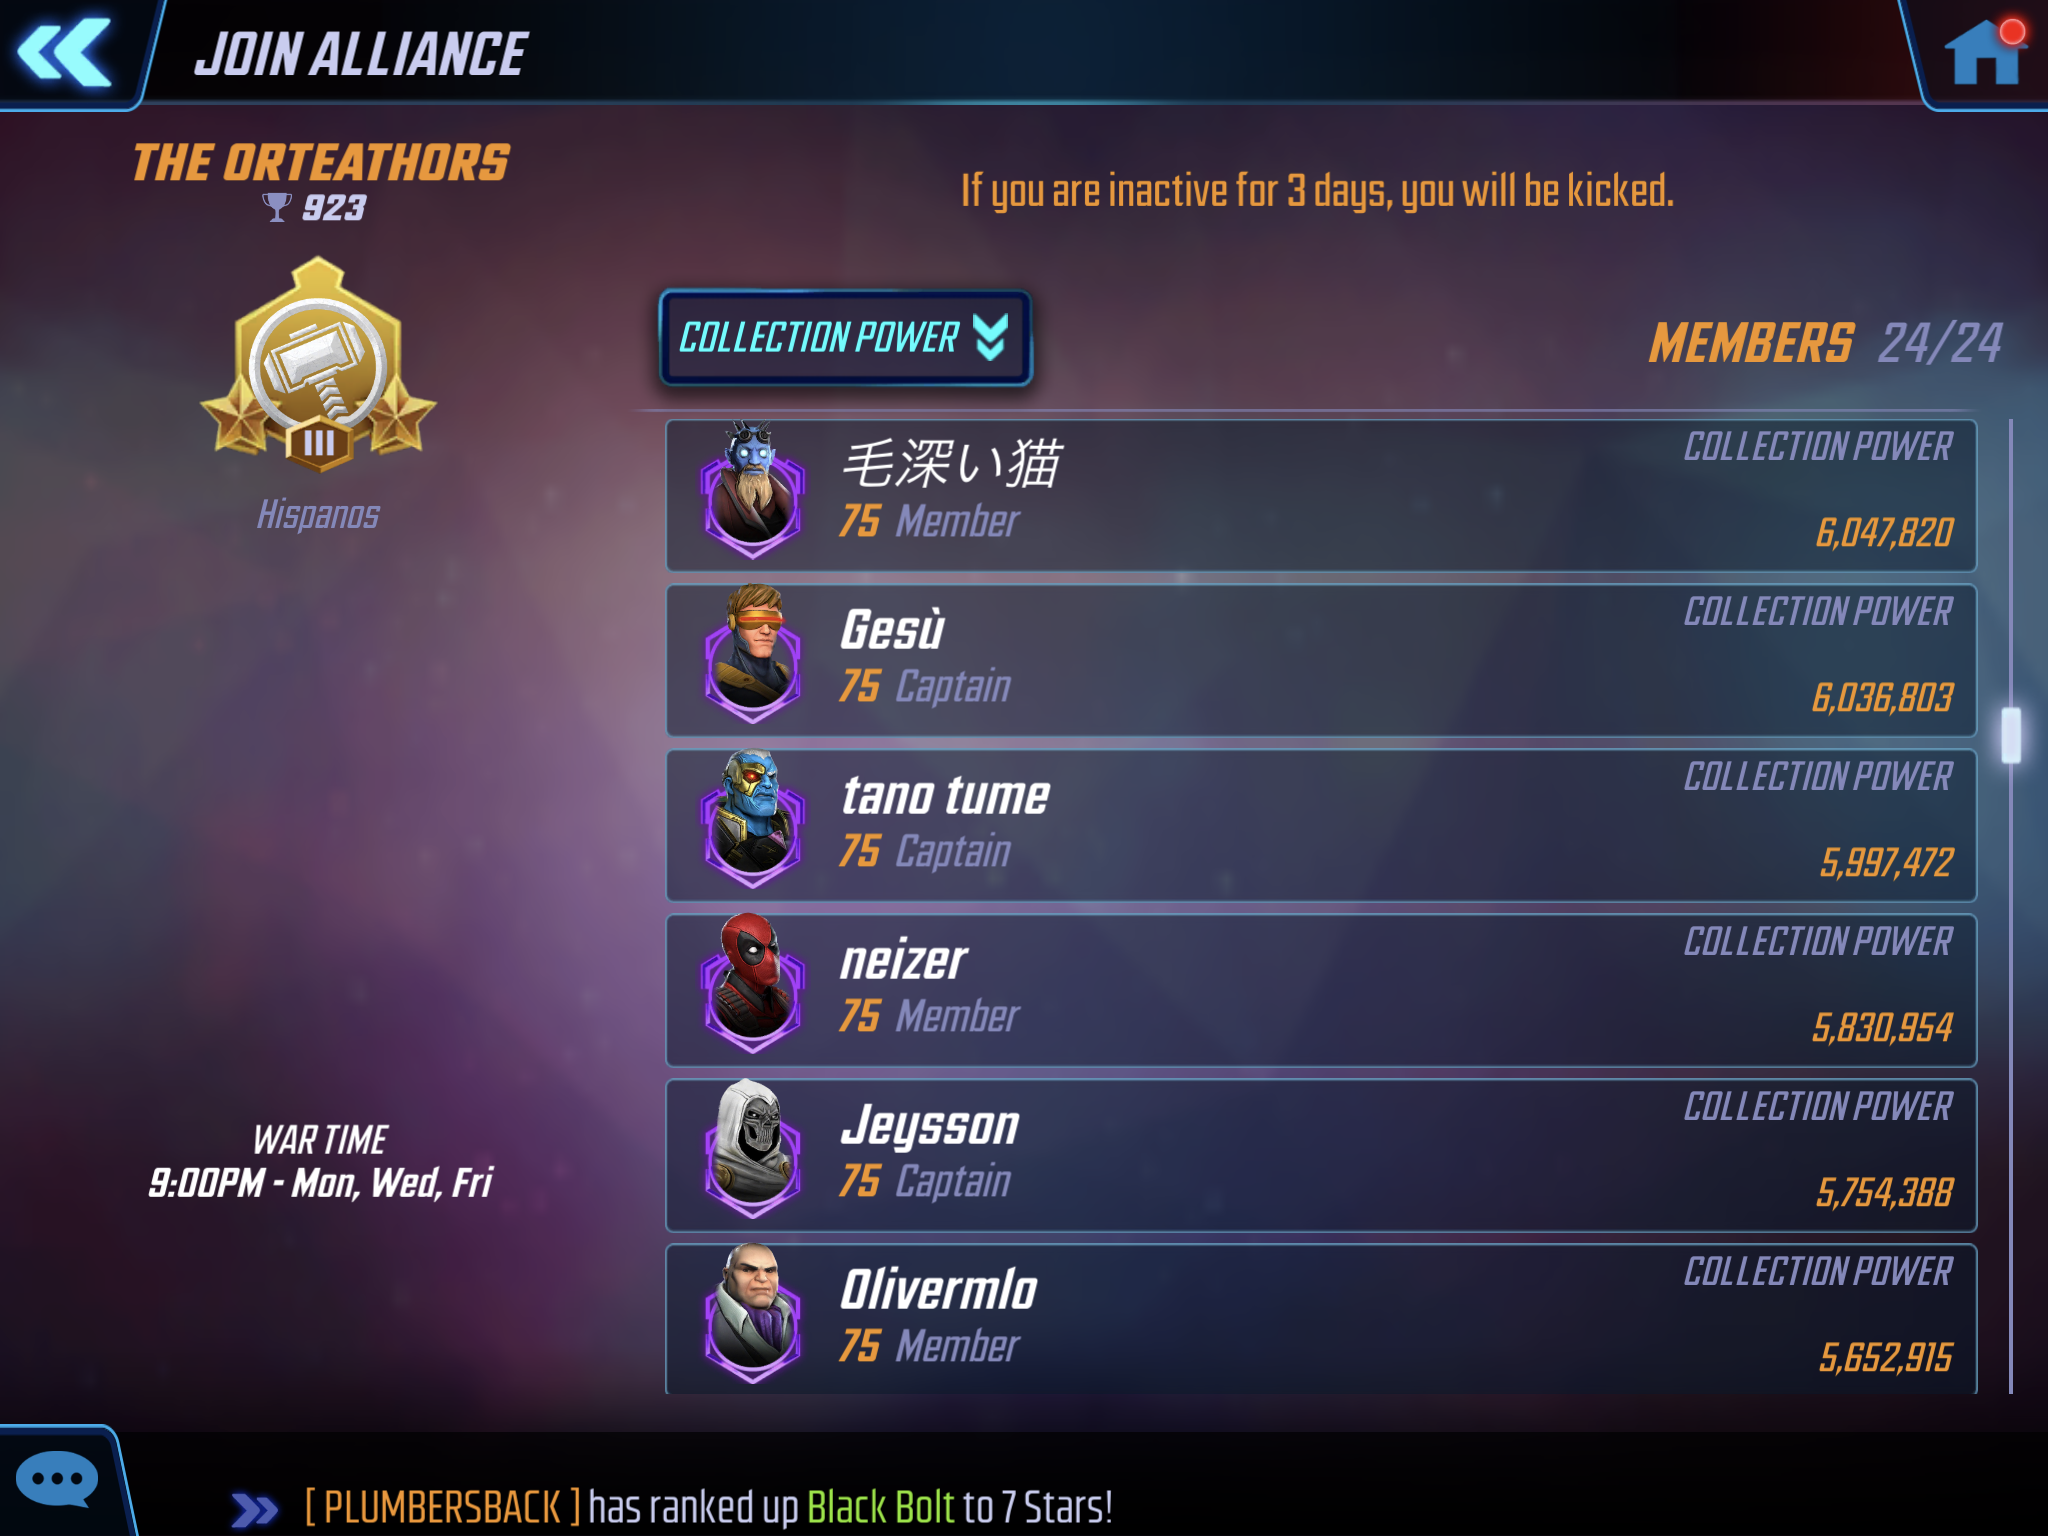 JOIN ALLIANCE
THE ORTEATHORS
923
III
Hispanos
If you are inactive for 3 days, you will be kicked.
COLLECTION POWER
MEMBERS 24/24
毛深い猫
75 Member
COLLECTION POWER
6,047,820
Gesù
75 Captain
COLLECTION POWER
6,036,803
tano tume
75 Captain
COLLECTION POWER
5,997,472
neizer
75 Member
COLLECTION POWER
5,830,954
Jeysson
75 Captain
COLLECTION POWER
5,754,388
Olivermlo
75 Member
COLLECTION POWER
5,652,915
WAR TIME
9:00PM - Mon, Wed, Fri
[ PLUMBERSBACK ] has ranked up Black Bolt to 7 Stars!